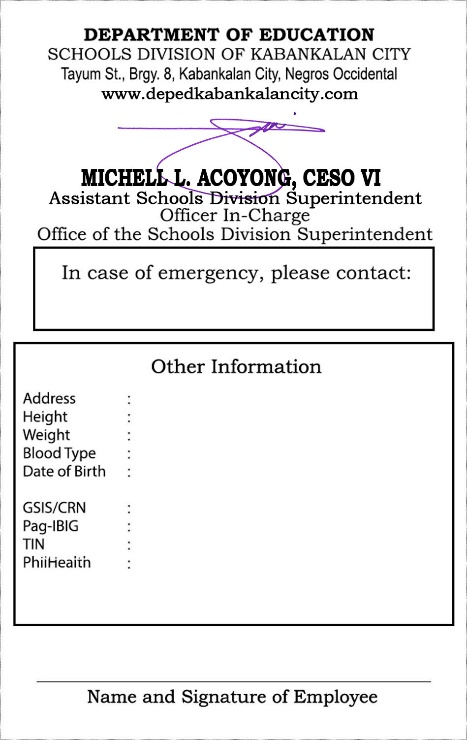 DEPARTMENT OF EDUCATION
SCHOOLS DIVISION OF KABANKALAN CITY
Tayum St., Brgy. 8, Kabankalan City, Negros Occidental
www.depedkabankalancity.com
MICHELL L. ACOYONG, CESO VI
Assistant Schools Division Superintendent
Officer In-Charge
Office of the Schools Division Superintendent
In case of emergency, please contact:
Other Information
Address :
Height :
Weight :
Blood Type :
Date of Birth :
GSIS/CRN :
Pag-IBIG :
TIN :
PhilHealth :
Name and Signature of Employee